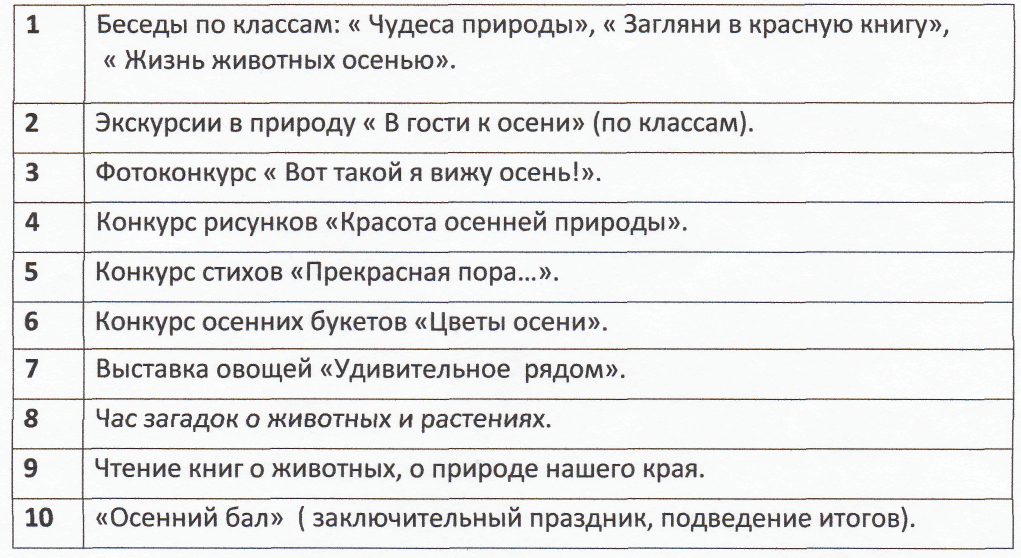 1 Беседы по классам: « Чудеса природы», « Загляни в красную книгу»,
« Жизнь животных осенью».
2 Экскурсии в природу « В гости к осени» (по классам).
3 Фотоконкурс « Вот такой я вижу осень!».
4 Конкурс рисунков «Красота осенней природы».
5 Конкурс стихов «Прекрасная пора...».
6 Конкурс осенних букетов «Цветы осени».
7 Выставка овощей «Удивительное рядом».
8 Час загадок о животных и растениях.
9 Чтение книг о животных, о природе нашего края.
10 «Осенний бал» ( заключительный праздник, подведение итогов).